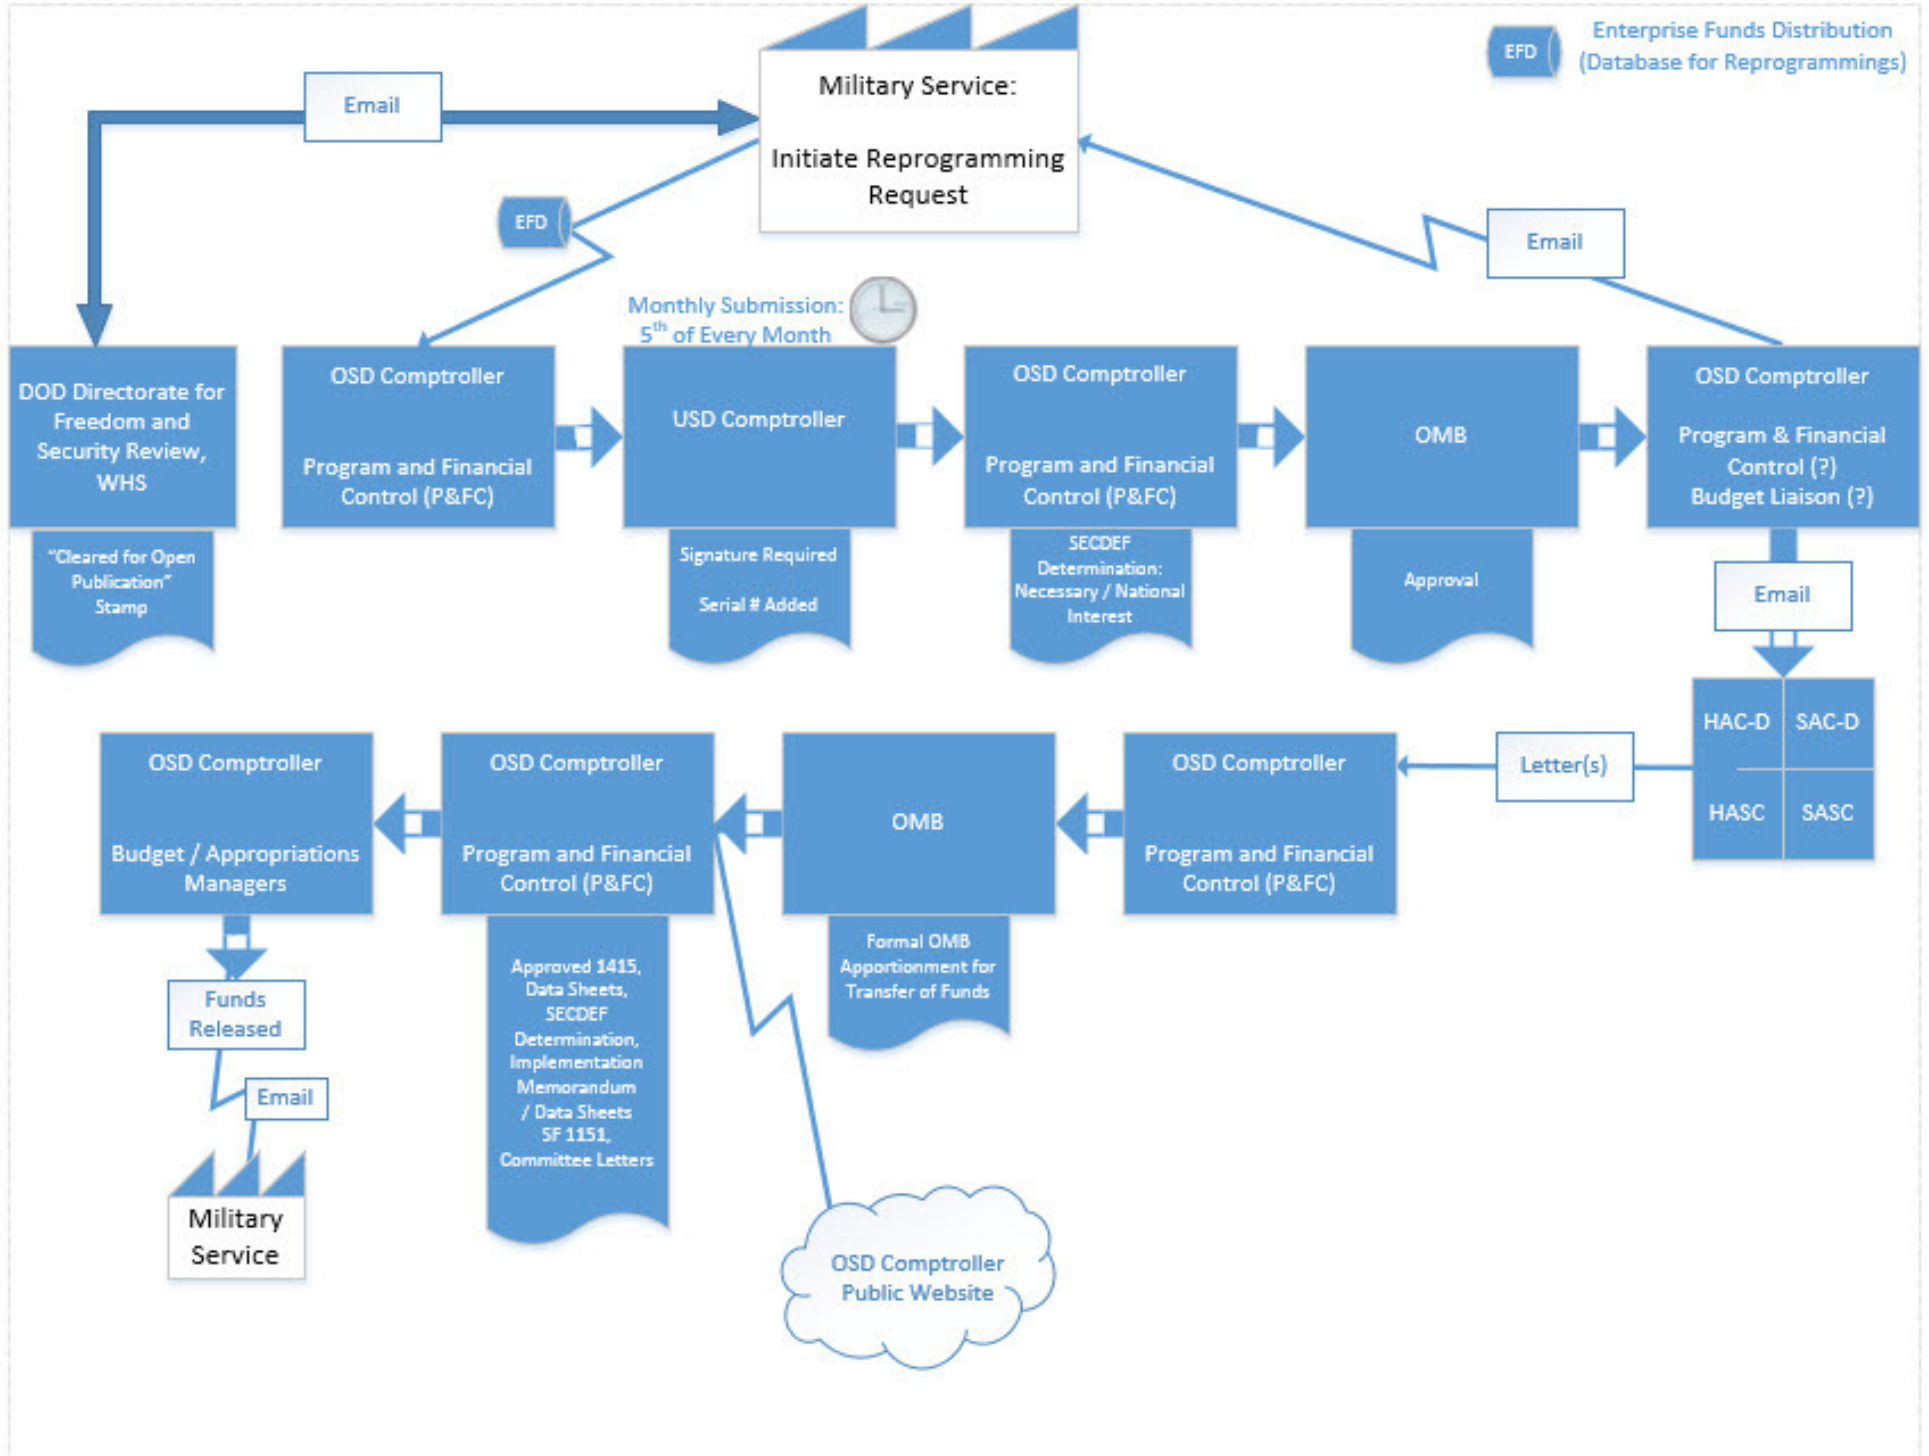 Enterprise Funds Distribution
(Database for Reprogrammings)
EFD
Email
Military Service:
Initiate Reprogramming
Request
EFD
Email
Monthly Submission:
5th of Every Month
DOD Directorate for
Freedom and
Security Review,
WHS
"Cleared for Open
Publication"
Stamp
OSD Comptroller
Program and Financial
Control (P&FC)
USD Comptroller
Signature Required
Serial # Added
OSD Comptroller
Program and Financial
Control (P&FC)
SECDEF
Determination:
Necessary / National
Interest
OMB
Approval
OSD Comptroller
Program & Financial
Control (?)
Budget Liaison (?)
Email
HAC-D
SAC-D
HASC
SASC
Letter(s)
OSD Comptroller
Program and Financial
Control (P&FC)
OMB
Formal OMB
Apportionment for
Transfer of Funds
OSD Comptroller
Program and Financial
Control (P&FC)
Approved 1415,
Data Sheets,
SECDEF
Determination,
Implementation
Memorandum
/ Data Sheets
SF 1151,
Committee Letters
OSD Comptroller
Budget / Appropriations
Managers
Funds
Released
Email
Military
Service
OSD Comptroller
Public Website